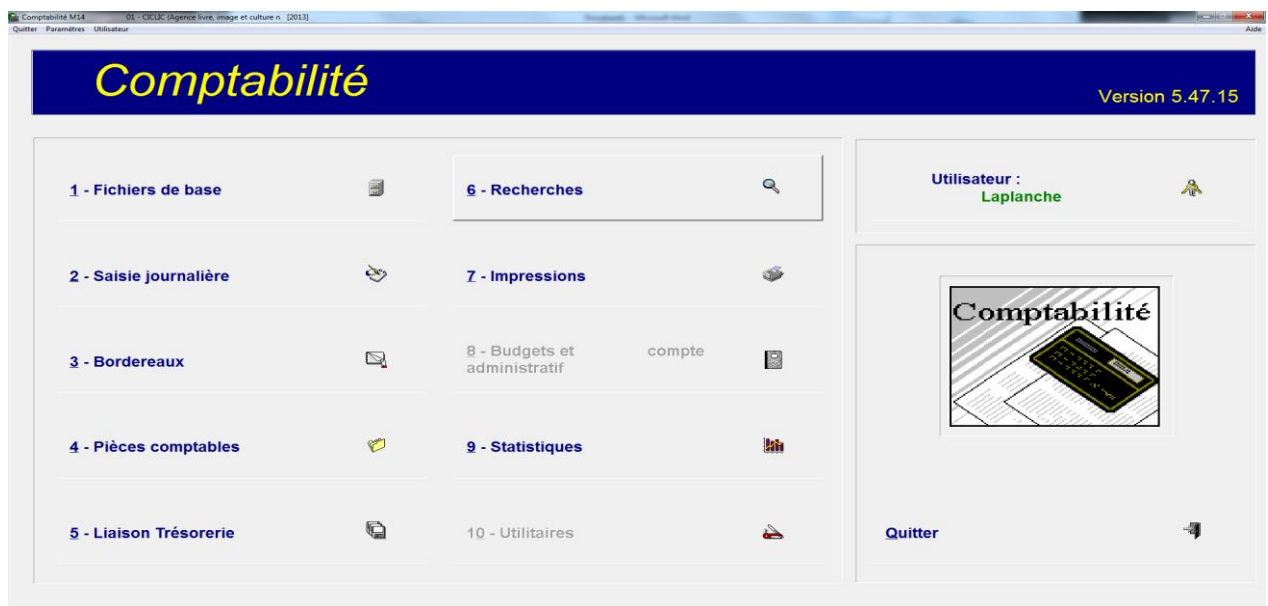 Comptabilité M14 01 - CICLIC (Agence livre, image et culture n [2013]
Quitter Paramètres Utilisateur Aide
Comptabilité
Version 5.47.15
1 - Fichiers de base
2 - Saisie journalière
3 - Bordereaux
4 - Pièces comptables
5 - Liaison Trésorerie
6 - Recherches
7 - Impressions
8 - Budgets et compte
administratif
9 - Statistiques
10 - Utilitaires
Utilisateur :
Laplanche
Comptabilité
Quitter